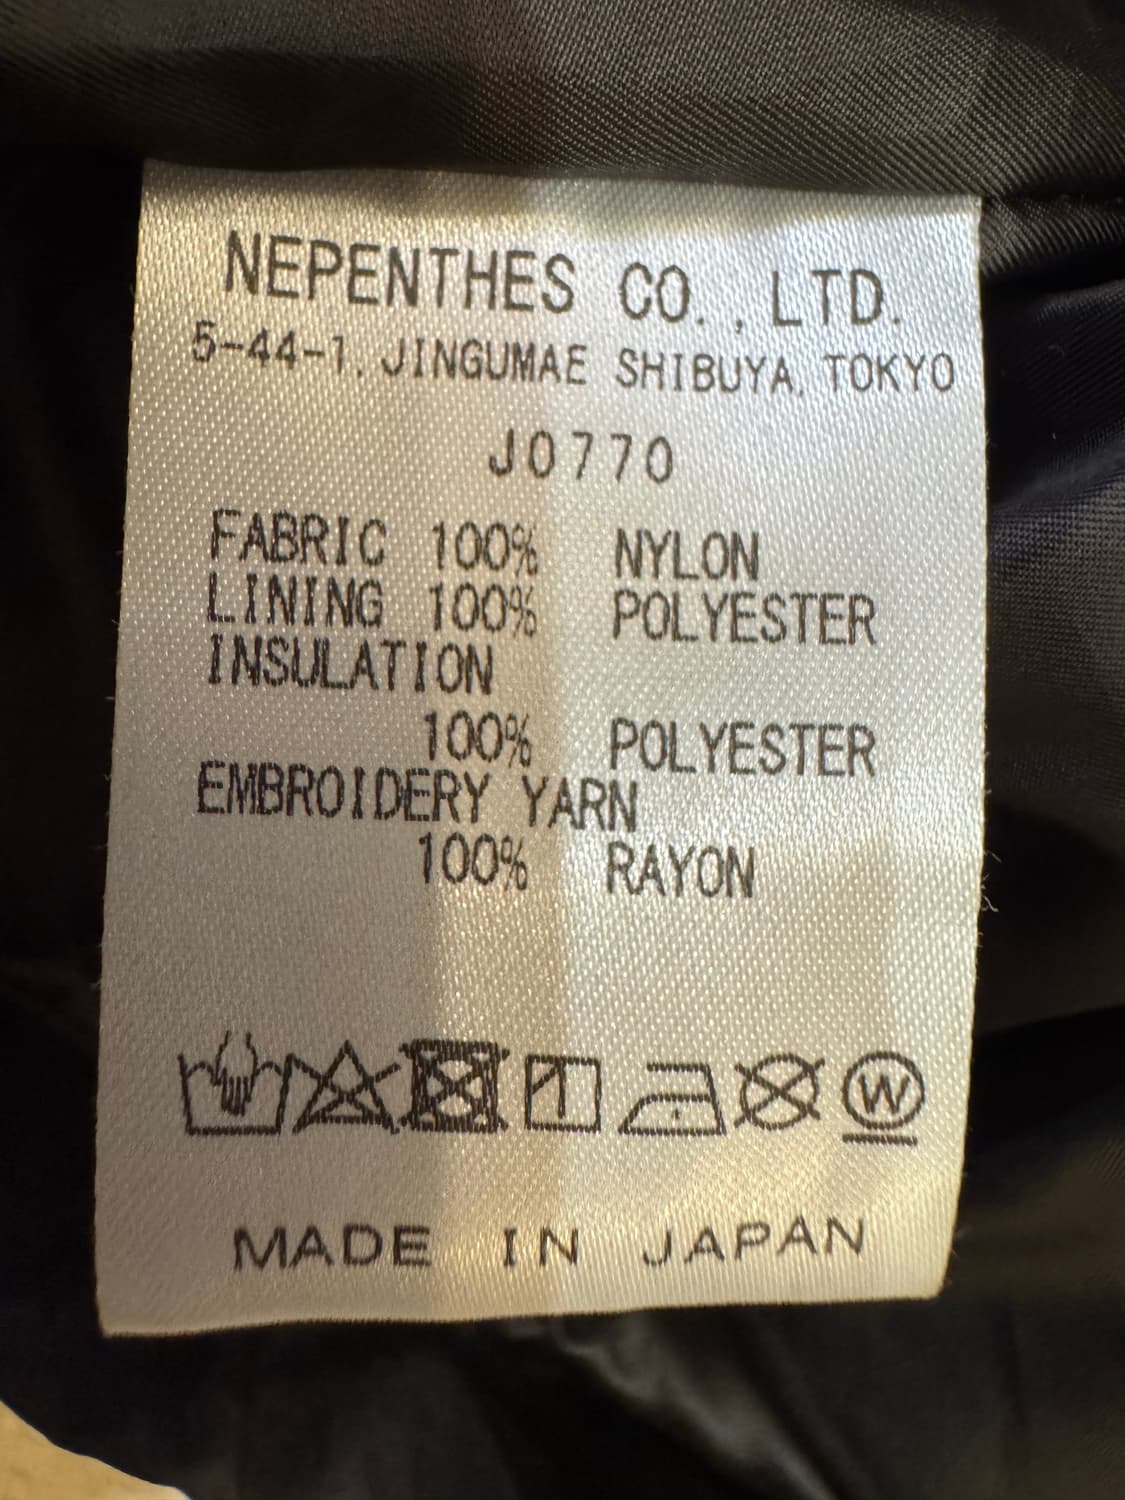 NEPENTHES CO., LTD.
5-44-1, JINGUMAE SHIBUYA, TOKYO
J0770
FABRIC 100% NYLON
LINING 100% POLYESTER
INSULATION
100% POLYESTER
EMBROIDERY YARN
100% RAYON
W
MADE IN JAPAN